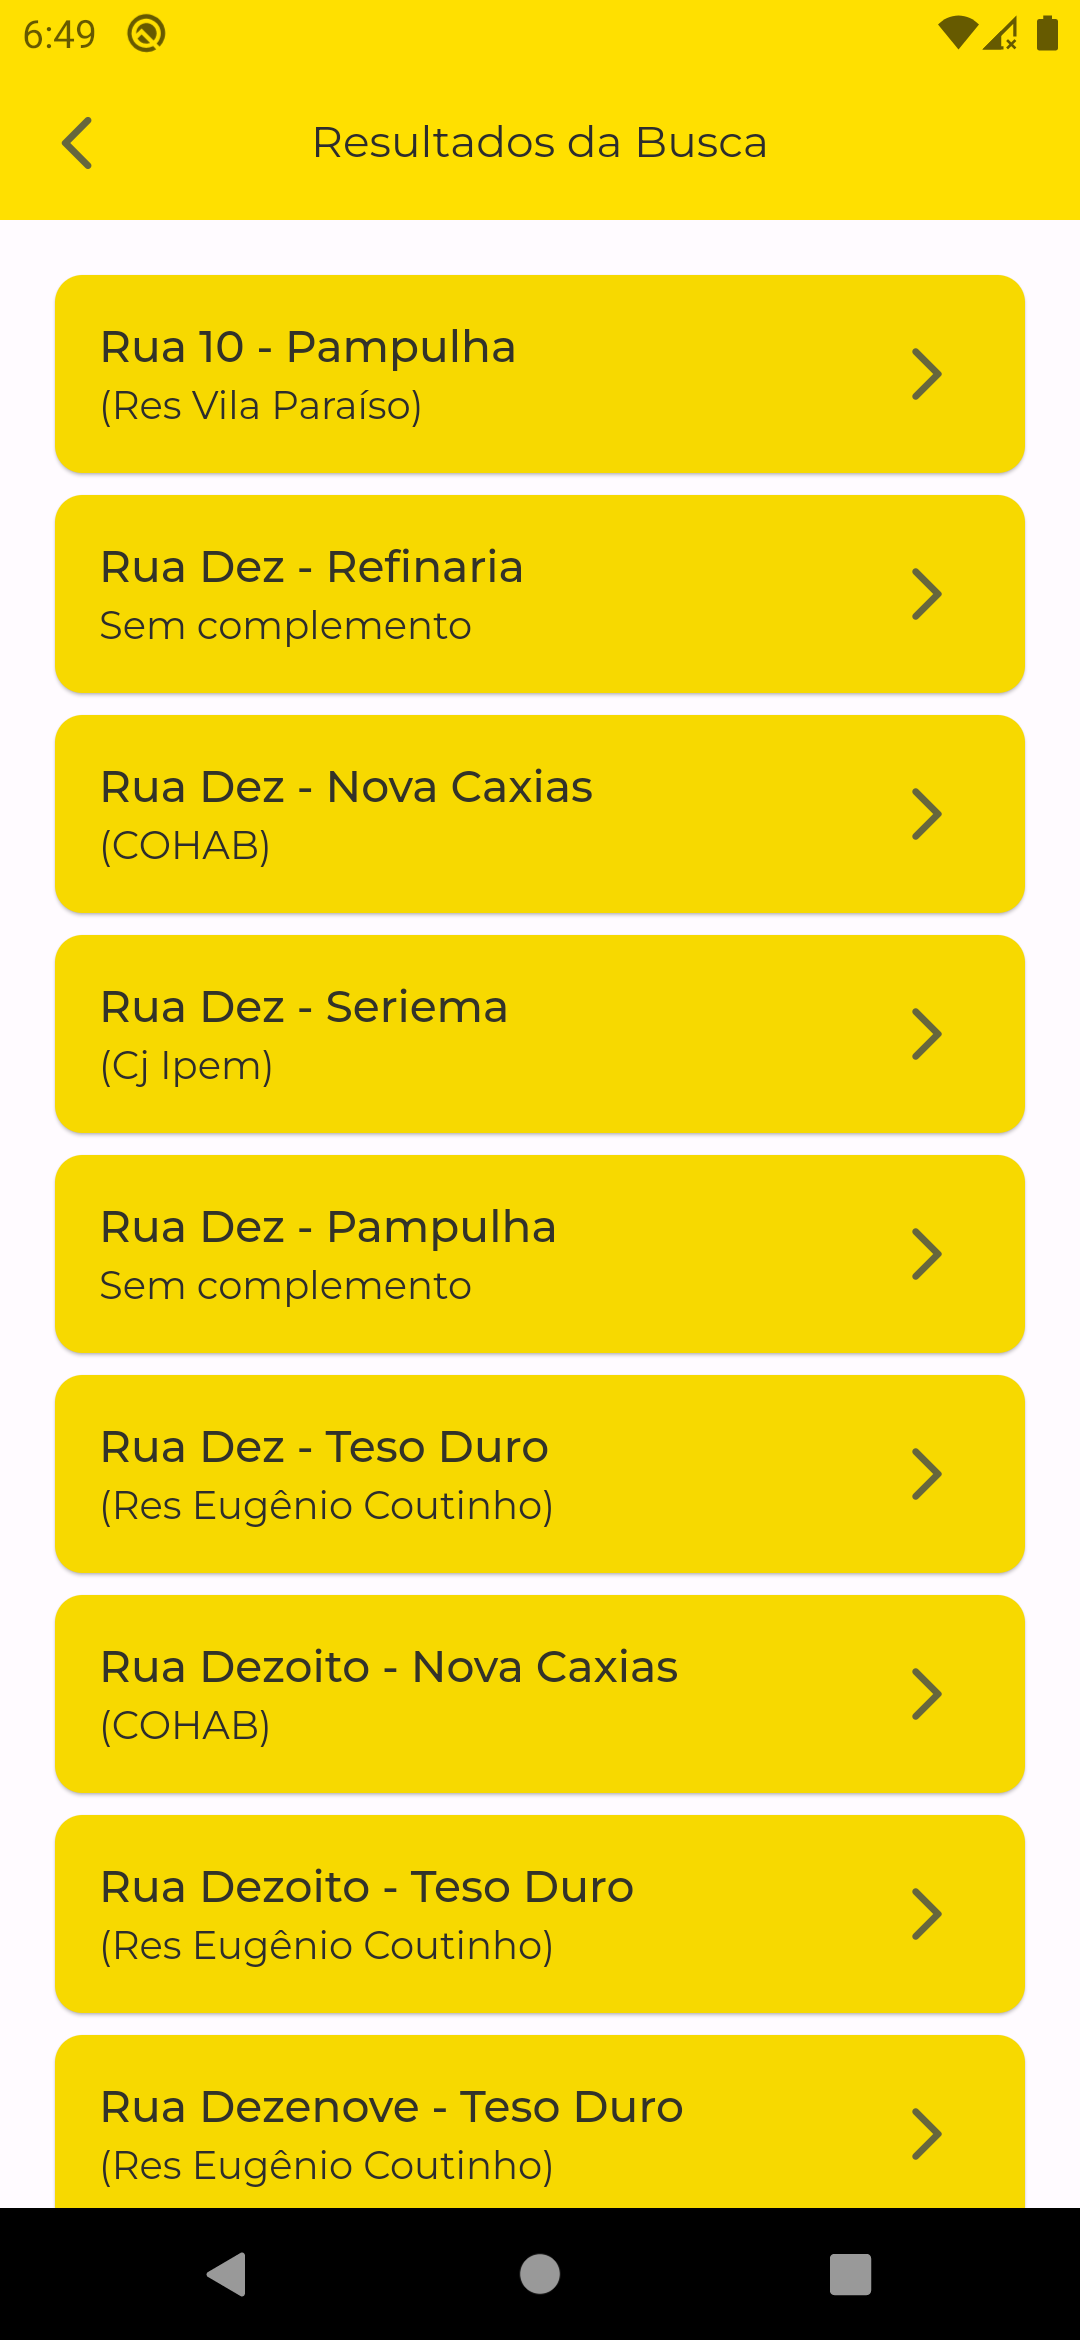 6:49
Resultados da Busca
Rua 10 - Pampulha
(Res Vila Paraíso)
Rua Dez - Refinaria
Sem complemento
Rua Dez - Nova Caxias
(COHAB)
Rua Dez - Seriema
(Cj Ipem)
Rua Dez - Pampulha
Sem complemento
Rua Dez - Teso Duro
(Res Eugênio Coutinho)
Rua Dezoito - Nova Caxias
(COHAB)
Rua Dezoito - Teso Duro
(Res Eugênio Coutinho)
Rua Dezenove - Teso Duro
(Res Eugênio Coutinho)